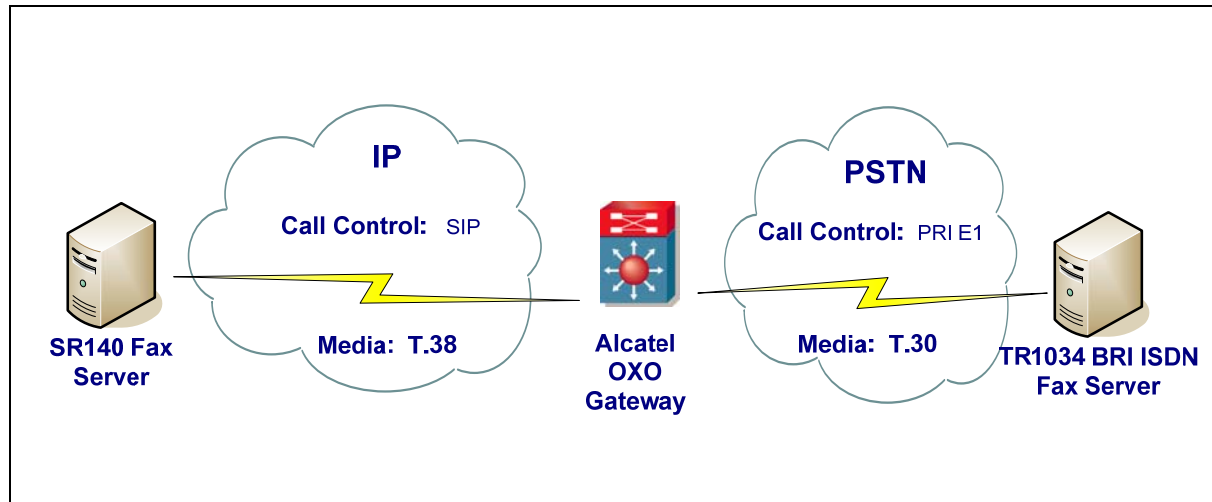 IP
Call Control: SIP
Media: T.38
SR140 Fax
Server
Alcatel
OXO
Gateway
PSTN
Call Control: PRI E1
Media: T.30
TR1034 BRI ISDN
Fax Server